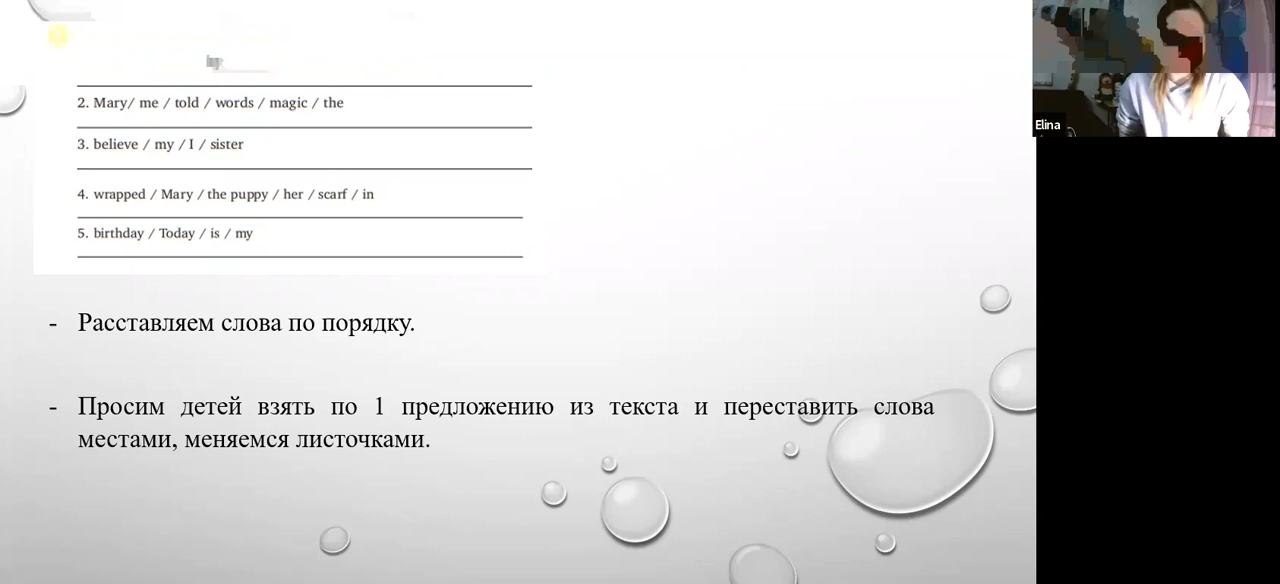 2. Mary/ me / told / words / magic / the
3. believe / my / I / sister
4. wrapped / Mary / the puppy / her / scarf / in
5. birthday / Today / is / my
- Расставляем слова по порядку.
- Просим детей взять по 1 предложению из текста и переставить слова
местами, меняемся листочками.
Elina